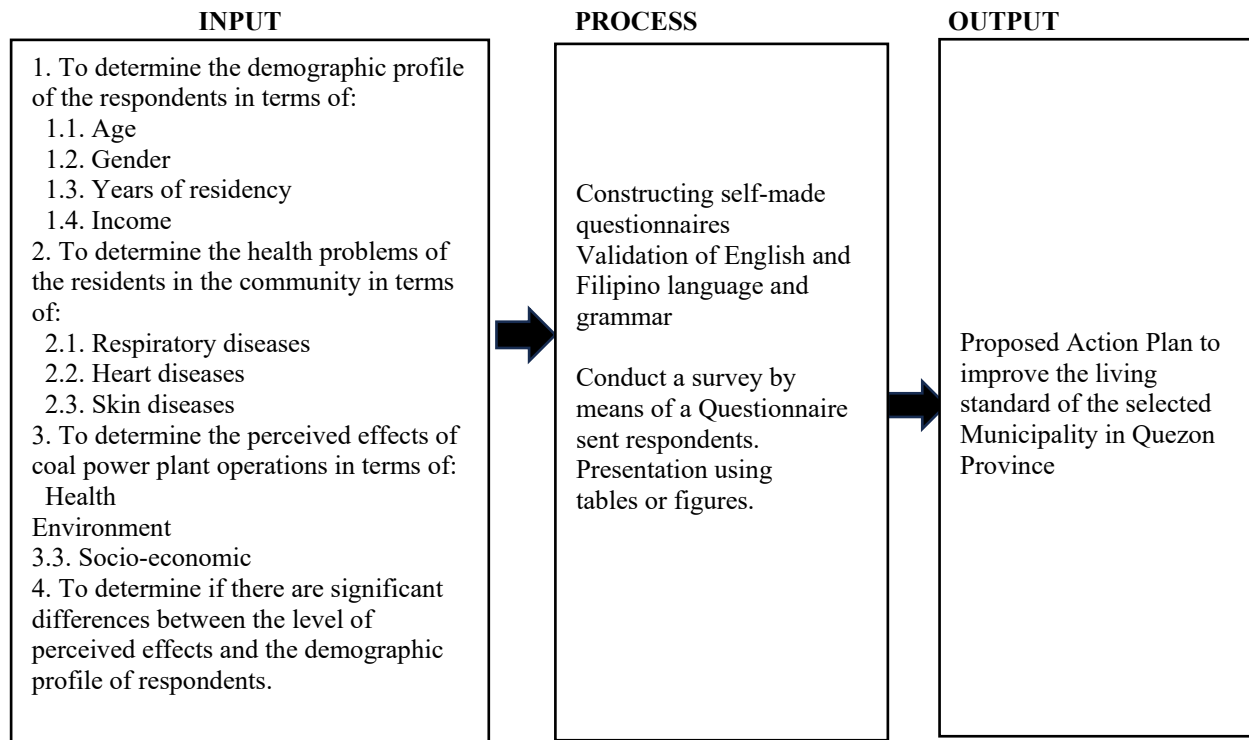 INPUT
1. To determine the demographic profile
of the respondents in terms of:
1.1. Age
1.2. Gender
1.3. Years of residency
1.4. Income
2. To determine the health problems of
the residents in the community in terms
of:
2.1. Respiratory diseases
2.2. Heart diseases
2.3. Skin diseases
3. To determine the perceived effects of
coal power plant operations in terms of:
Health
Environment
3.3. Socio-economic
4. To determine if there are significant
differences between the level of
perceived effects and the demographic
profile of respondents.
PROCESS
Constructing self-made
questionnaires
Validation of English and
Filipino language and
grammar
Conduct a survey by
means of a Questionnaire
sent respondents.
Presentation using
tables or figures.
OUTPUT
Proposed Action Plan to
improve the living
standard of the selected
Municipality in Quezon
Province